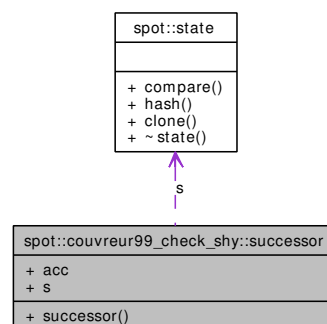 spot::state
+ compare()
+ hash()
+ clone()
+ ~ state()
s
spot::couvreur99_check_shy::successor
+ acc
+ s
+ successor()